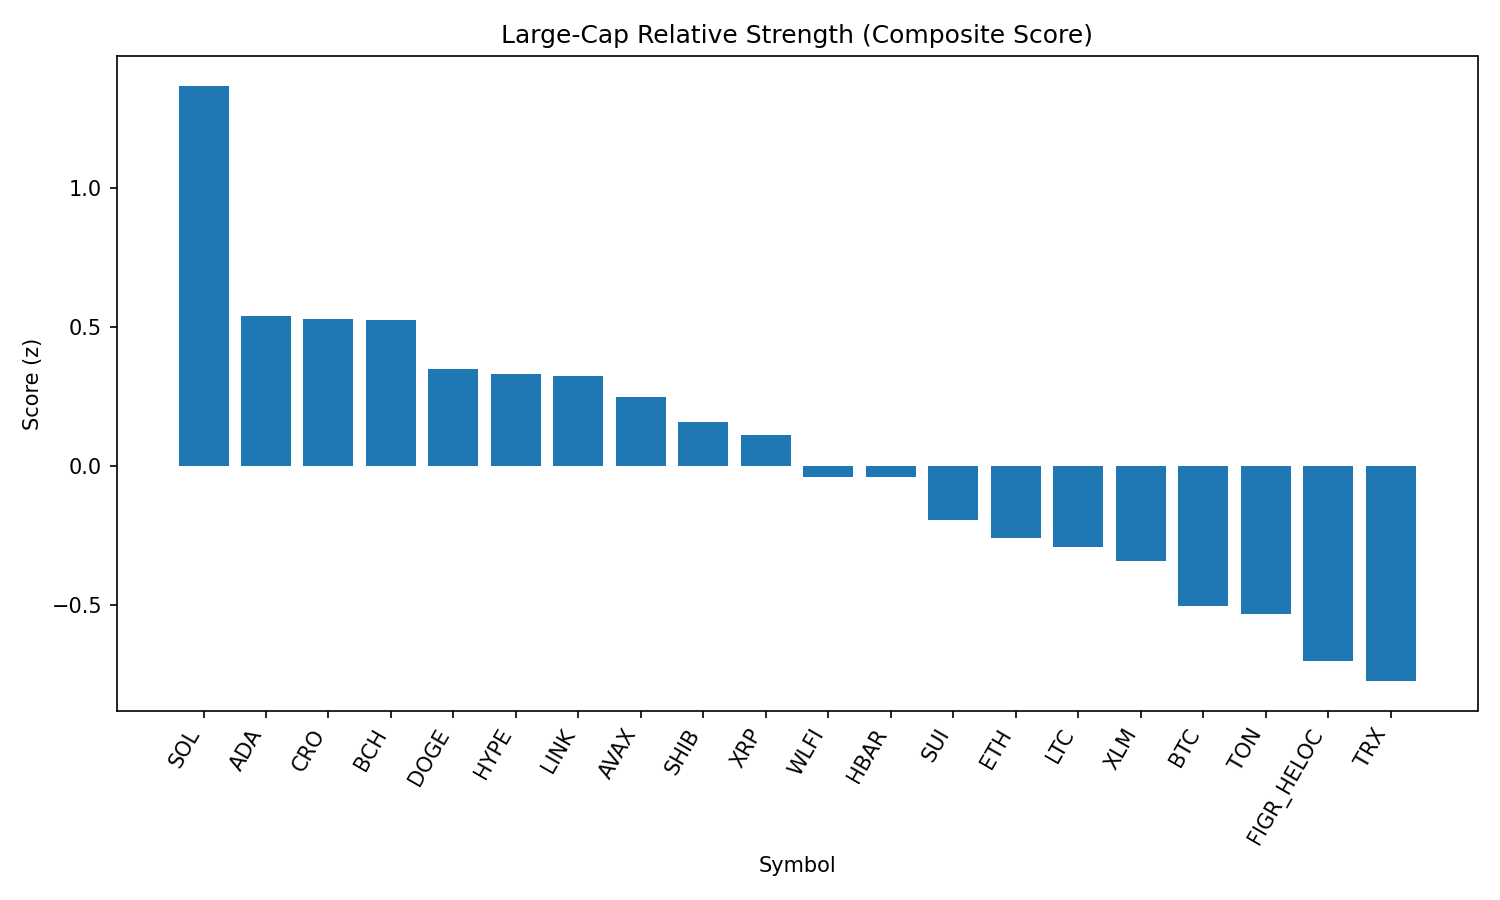 Large-Cap Relative Strength (Composite Score)
Score (z)
1.0
0.5
0.0
−0.5
SOL
ADA
CRO
BCH
DOGE
HYPE
LINK
AVAX
SHIB
XRP
WLFI
HBAR
SUI
ETH
LTC
XLM
BTC
TON
FIGR_HELOC
TRX
Symbol